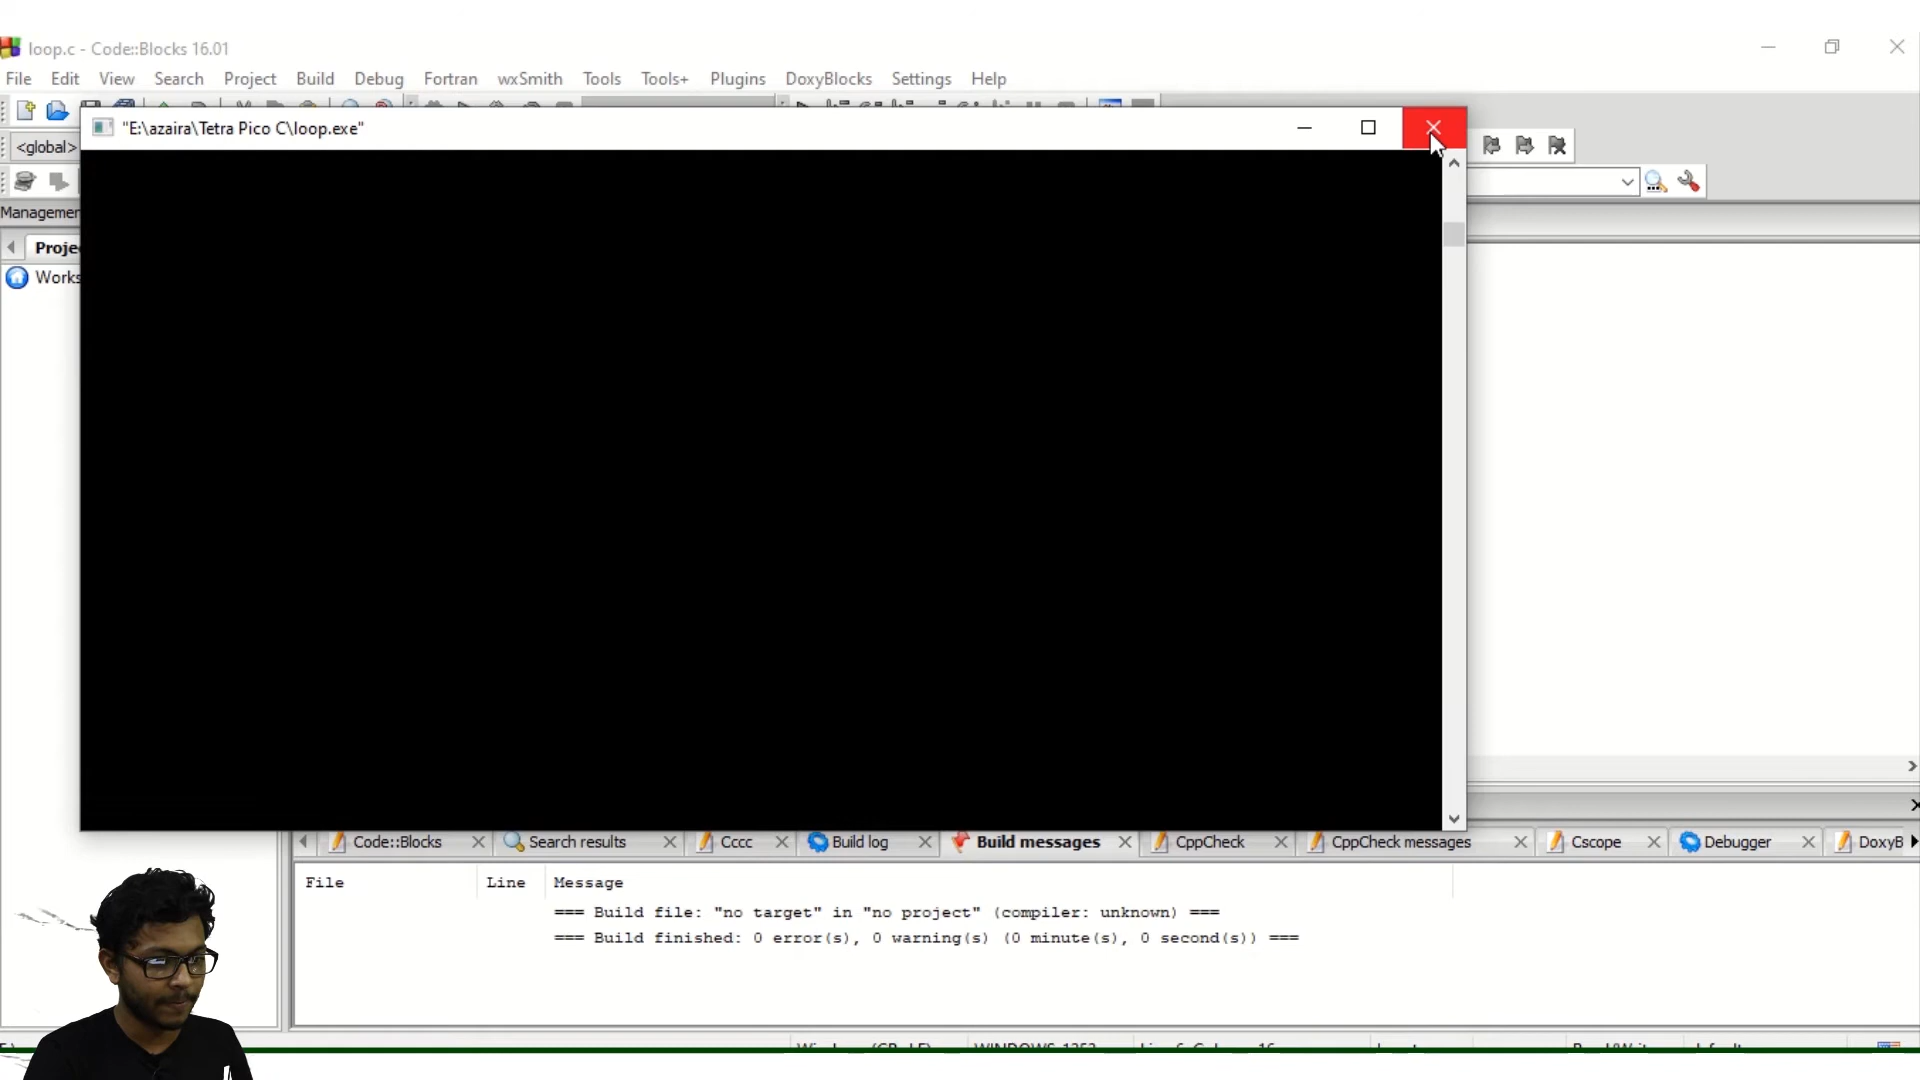 loop.c - Code::Blocks 16.01
File Edit View Search Project Build Debug Fortran wxSmith Tools Tools+ Plugins DoxyBlocks Settings Help
"E:\azaira\Tetra Pico C\loop.exe"
<global>
Managemen
Proje
Works
Code::Blocks Search results Cccc Build log Build messages CppCheck CppCheck messages Cscope Debugger DoxyB
File Line Message
=== Build file: "no target" in "no project" (compiler: unknown) ===
=== Build finished: 0 error(s), 0 warning(s) (0 minute(s), 0 second(s)) ===